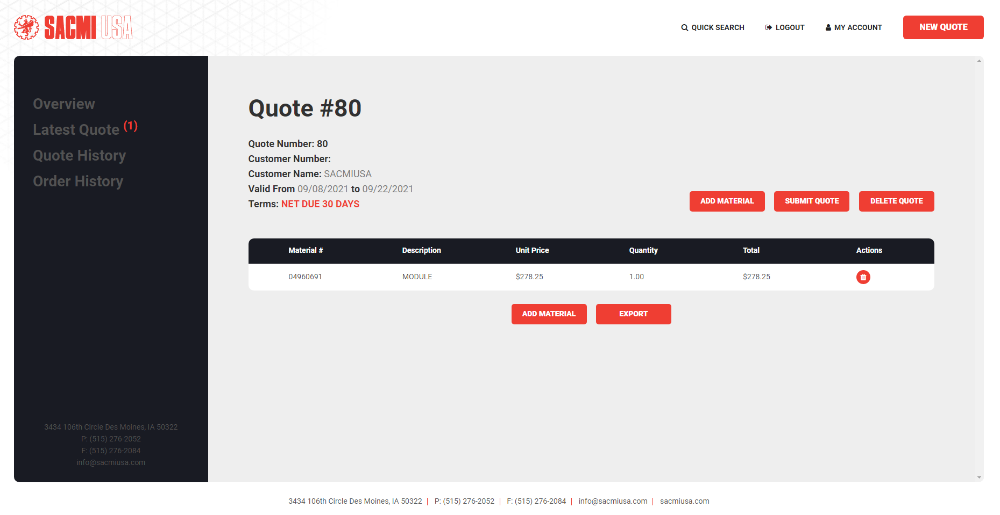 SACMI USA
QUICK SEARCH
LOGOUT
MY ACCOUNT
NEW QUOTE
Overview
Latest Quote (1)
Quote History
Order History
3434 106th Circle Des Moines, IA 50322
P: (515) 276-2052
F: (515) 276-2084
info@sacmiusa.com
Quote #80
Quote Number: 80
Customer Number:
Customer Name: SACMIUSA
Valid From 09/08/2021 to 09/22/2021
Terms: NET DUE 30 DAYS
ADD MATERIAL
SUBMIT QUOTE
DELETE QUOTE
Material # Description Unit Price Quantity Total Actions
04960691 MODULE $278.25 1.00 $278.25
ADD MATERIAL
EXPORT
3434 106th Circle Des Moines, IA 50322 | P: (515) 276-2052 | F: (515) 276-2084 | info@sacmiusa.com | sacmiusa.com